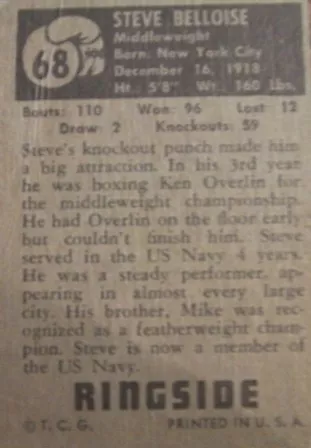 STEVE BELLOISE
68
Middleweight
Born: New York City
December 16, 1918
Ht. 5'8" Wt. 160 Lbs.
Bouts: 110 Won: 96 Lost: 12
Draw: 2 Knockouts: 59
Steve's knockout punch made him
a big attraction. In his 3rd year
he was boxing Ken Overlin for
the middleweight championship.
He had Overlin on the floor early
but couldn't finish him. Steve
served in the US Navy 4 years.
He was a steady performer, ap-
pearing in almost every large
city. His brother, Mike was rec-
ognized as a featherweight cham-
pion. Steve is now a member of
the US Navy.
RINGSIDE
© T. C. G. PRINTED IN U. S. A.